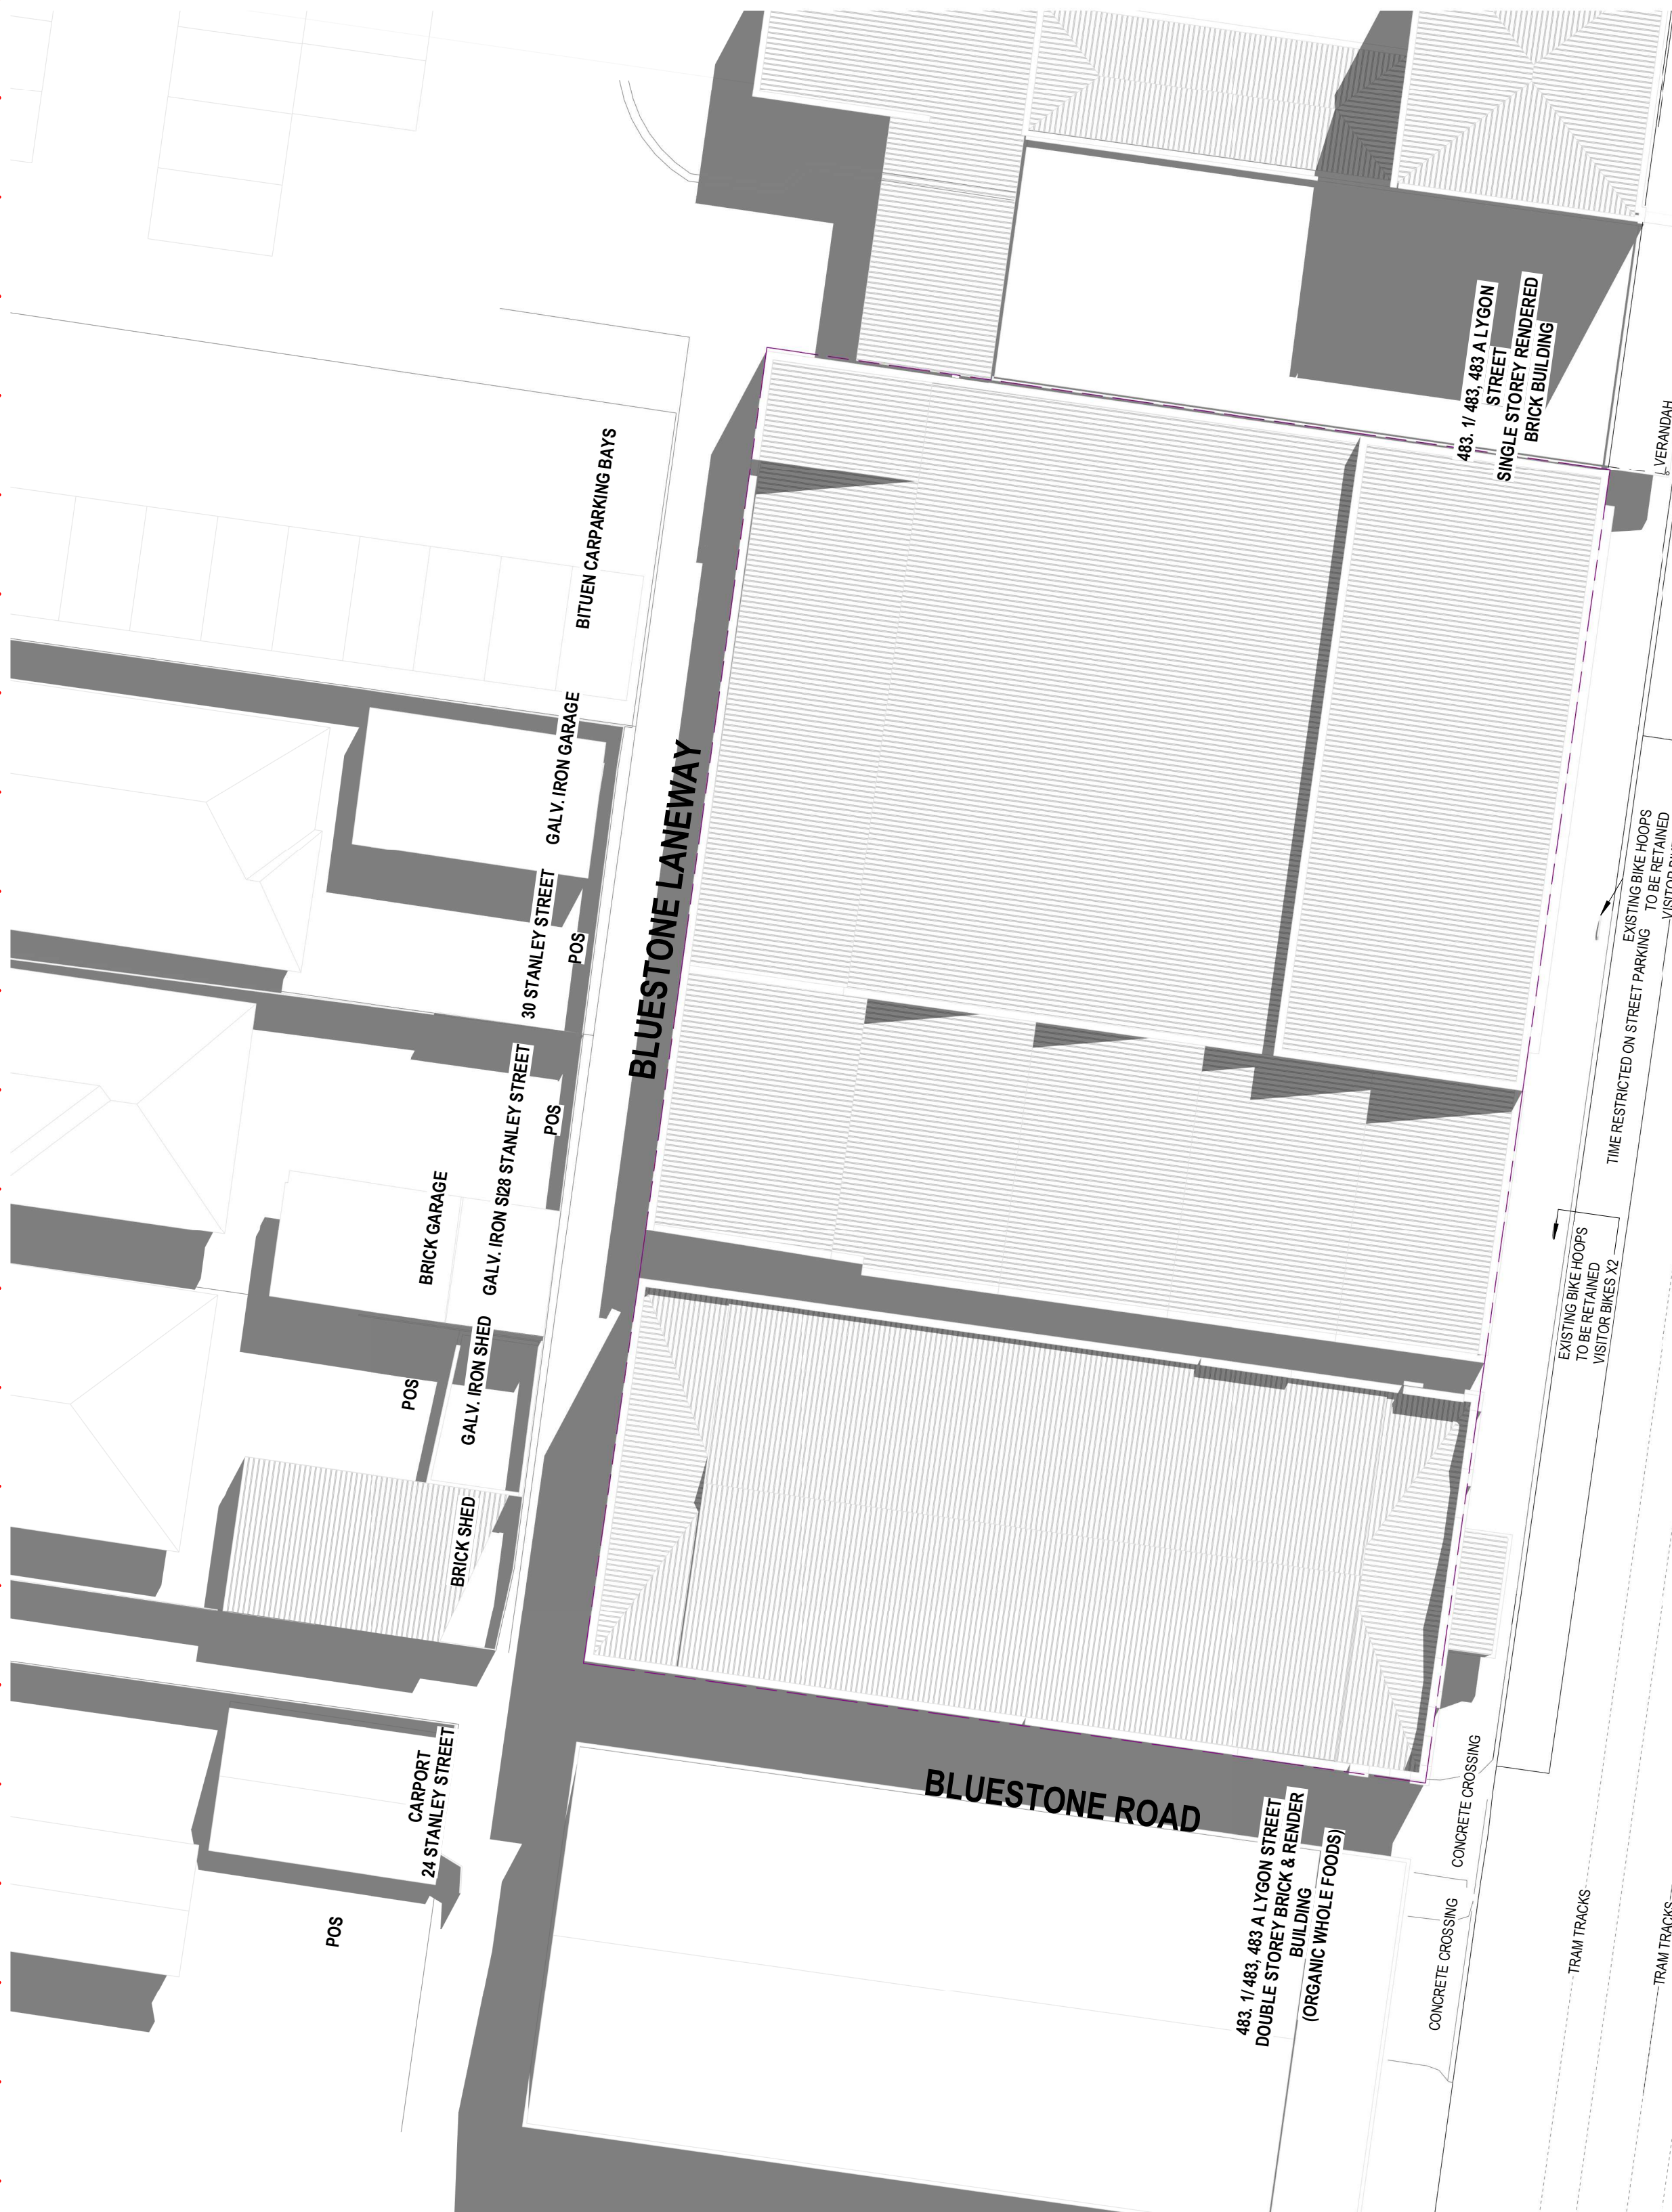 483. 1/ 483, 483 A LYGON
STREET
SINGLE STOREY RENDERED
BRICK BUILDING
VERANDAH
BITUEN CARPARKING BAYS
GALV. IRON GARAGE
30 STANLEY STREET
POS
BLUESTONE LANEWAY
EXISTING BIKE HOOPS
TO BE RETAINED
TIME RESTRICTED ON STREET PARKING
28 STANLEY STREET
POS
GALV. IRON S
BRICK GARAGE
EXISTING BIKE HOOPS
TO BE RETAINED
VISITOR BIKES X2
GALV. IRON SHED
POS
BRICK SHED
CARPORT
24 STANLEY STREET
POS
BLUESTONE ROAD
483. 1/ 483, 483 A LYGON STREET
DOUBLE STOREY BRICK & RENDER
BUILDING
(ORGANIC WHOLE FOODS)
CONCRETE CROSSING
CONCRETE CROSSING
TRAM TRACKS
TRAM TRACKS